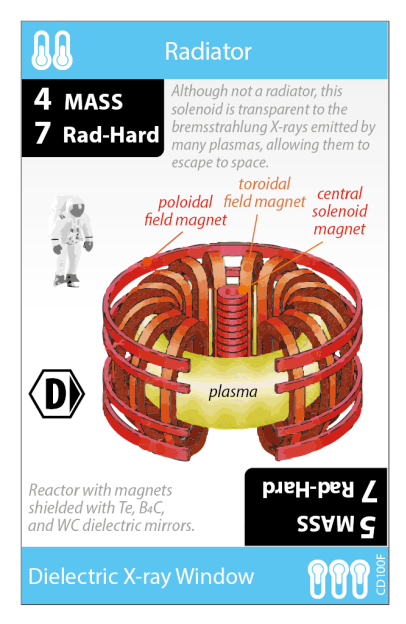 Radiator
4 MASS
7 Rad-Hard
Although not a radiator, this
solenoid is transparent to the
bremsstrahlung X-rays emitted by
many plasmas, allowing them to
escape to space.
toroidal
field magnet
poloidal
field magnet
central
solenoid
magnet
plasma
D
Reactor with magnets
shielded with Te, B4C,
and WC dielectric mirrors.
5 MASS
7 Rad-Hard
Dielectric X-ray Window
CD100F